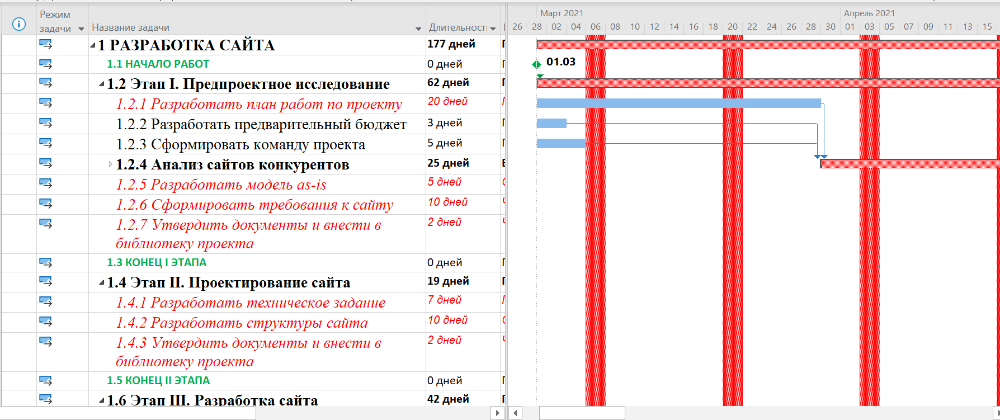 Март 2021 Апрель 2021
Режим задачи Название задачи Длительность 26 28 02 04 06 08 10 12 14 16 18 20 22 24 26 28 30 01 03 05 07 09 11 13 15
1 РАЗРАБОТКА САЙТА 177 дней
1.1 НАЧАЛО РАБОТ 0 дней 01.03
1.2 Этап I. Предпроектное исследование 62 дней
1.2.1 Разработать план работ по проекту 20 дней
1.2.2 Разработать предварительный бюджет 3 дней
1.2.3 Сформировать команду проекта 5 дней
1.2.4 Анализ сайтов конкурентов 25 дней
1.2.5 Разработать модель as-is 5 дней
1.2.6 Сформировать требования к сайту 10 дней
1.2.7 Утвердить документы и внести в 2 дней
библиотеку проекта
1.3 КОНЕЦ I ЭТАПА 0 дней
1.4 Этап II. Проектирование сайта 19 дней
1.4.1 Разработать техническое задание 7 дней
1.4.2 Разработать структуры сайта 10 дней
1.4.3 Утвердить документы и внести в 2 дней
библиотеку проекта
1.5 КОНЕЦ II ЭТАПА 0 дней
1.6 Этап III. Разработка сайта 42 дней